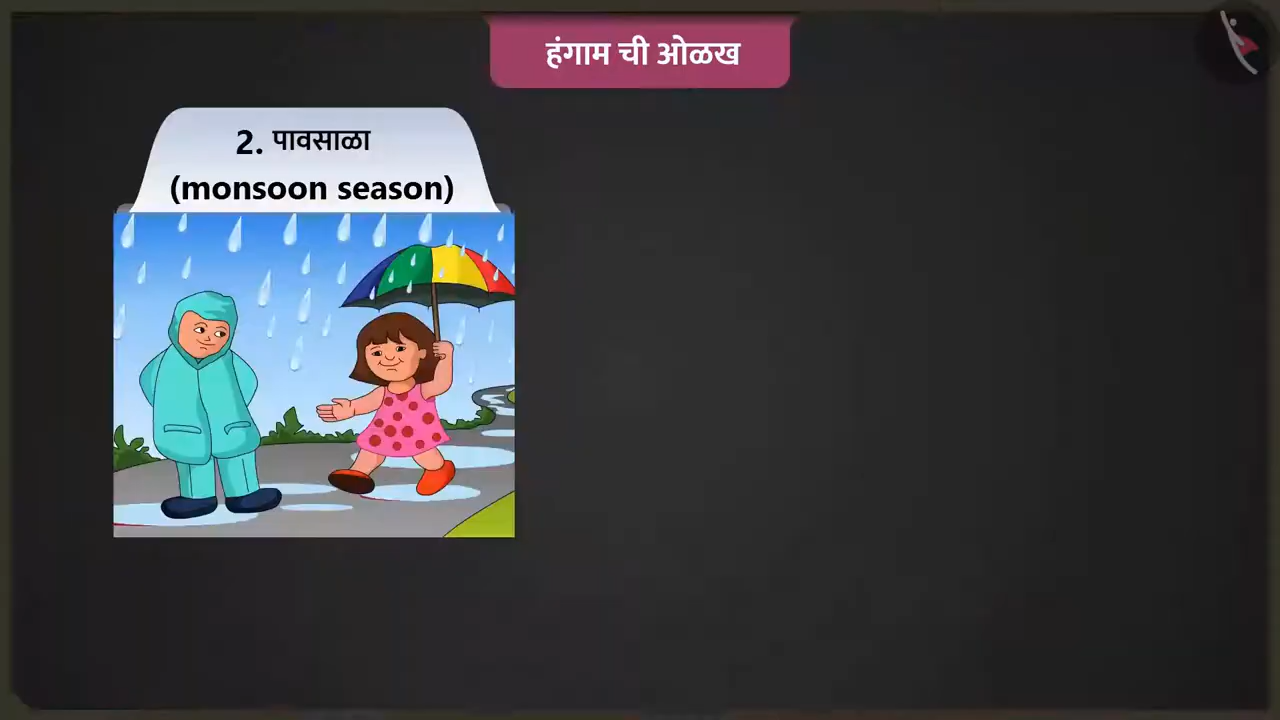 हंगाम ची ओळख
2. पावसाळा
(monsoon season)